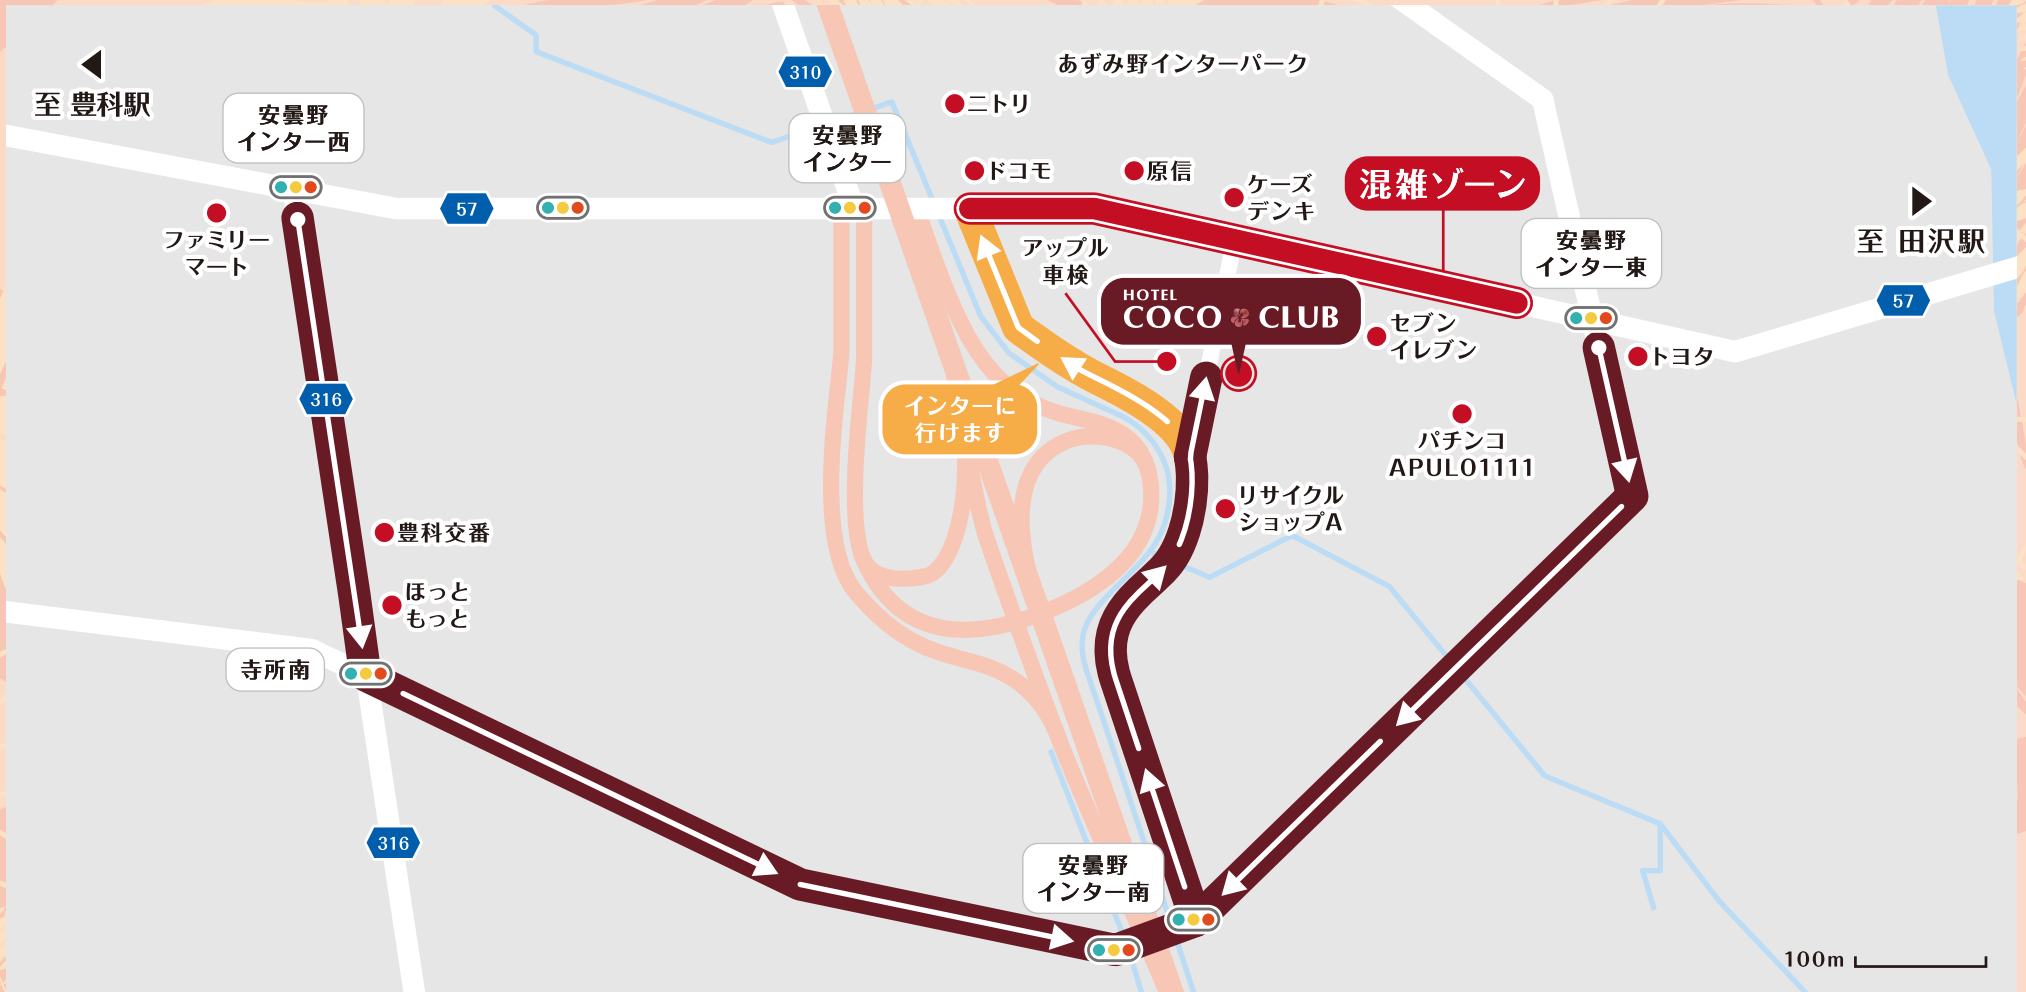 至 豊科駅
安曇野
インター西
57
ファミリー
マート
316
豊科交番
ほっと
もっと
寺所南
316
310
安曇野
インター
あずみ野インターパーク
ニトリ
ドコモ
原信
ケーズ
デンキ
混雑ゾーン
アップル
車検
HOTEL
COCO CLUB
インターに
行けます
セブン
イレブン
安曇野
インター東
至 田沢駅
57
トヨタ
パチンコ
APULO1111
リサイクル
ショップA
安曇野
インター南
100m